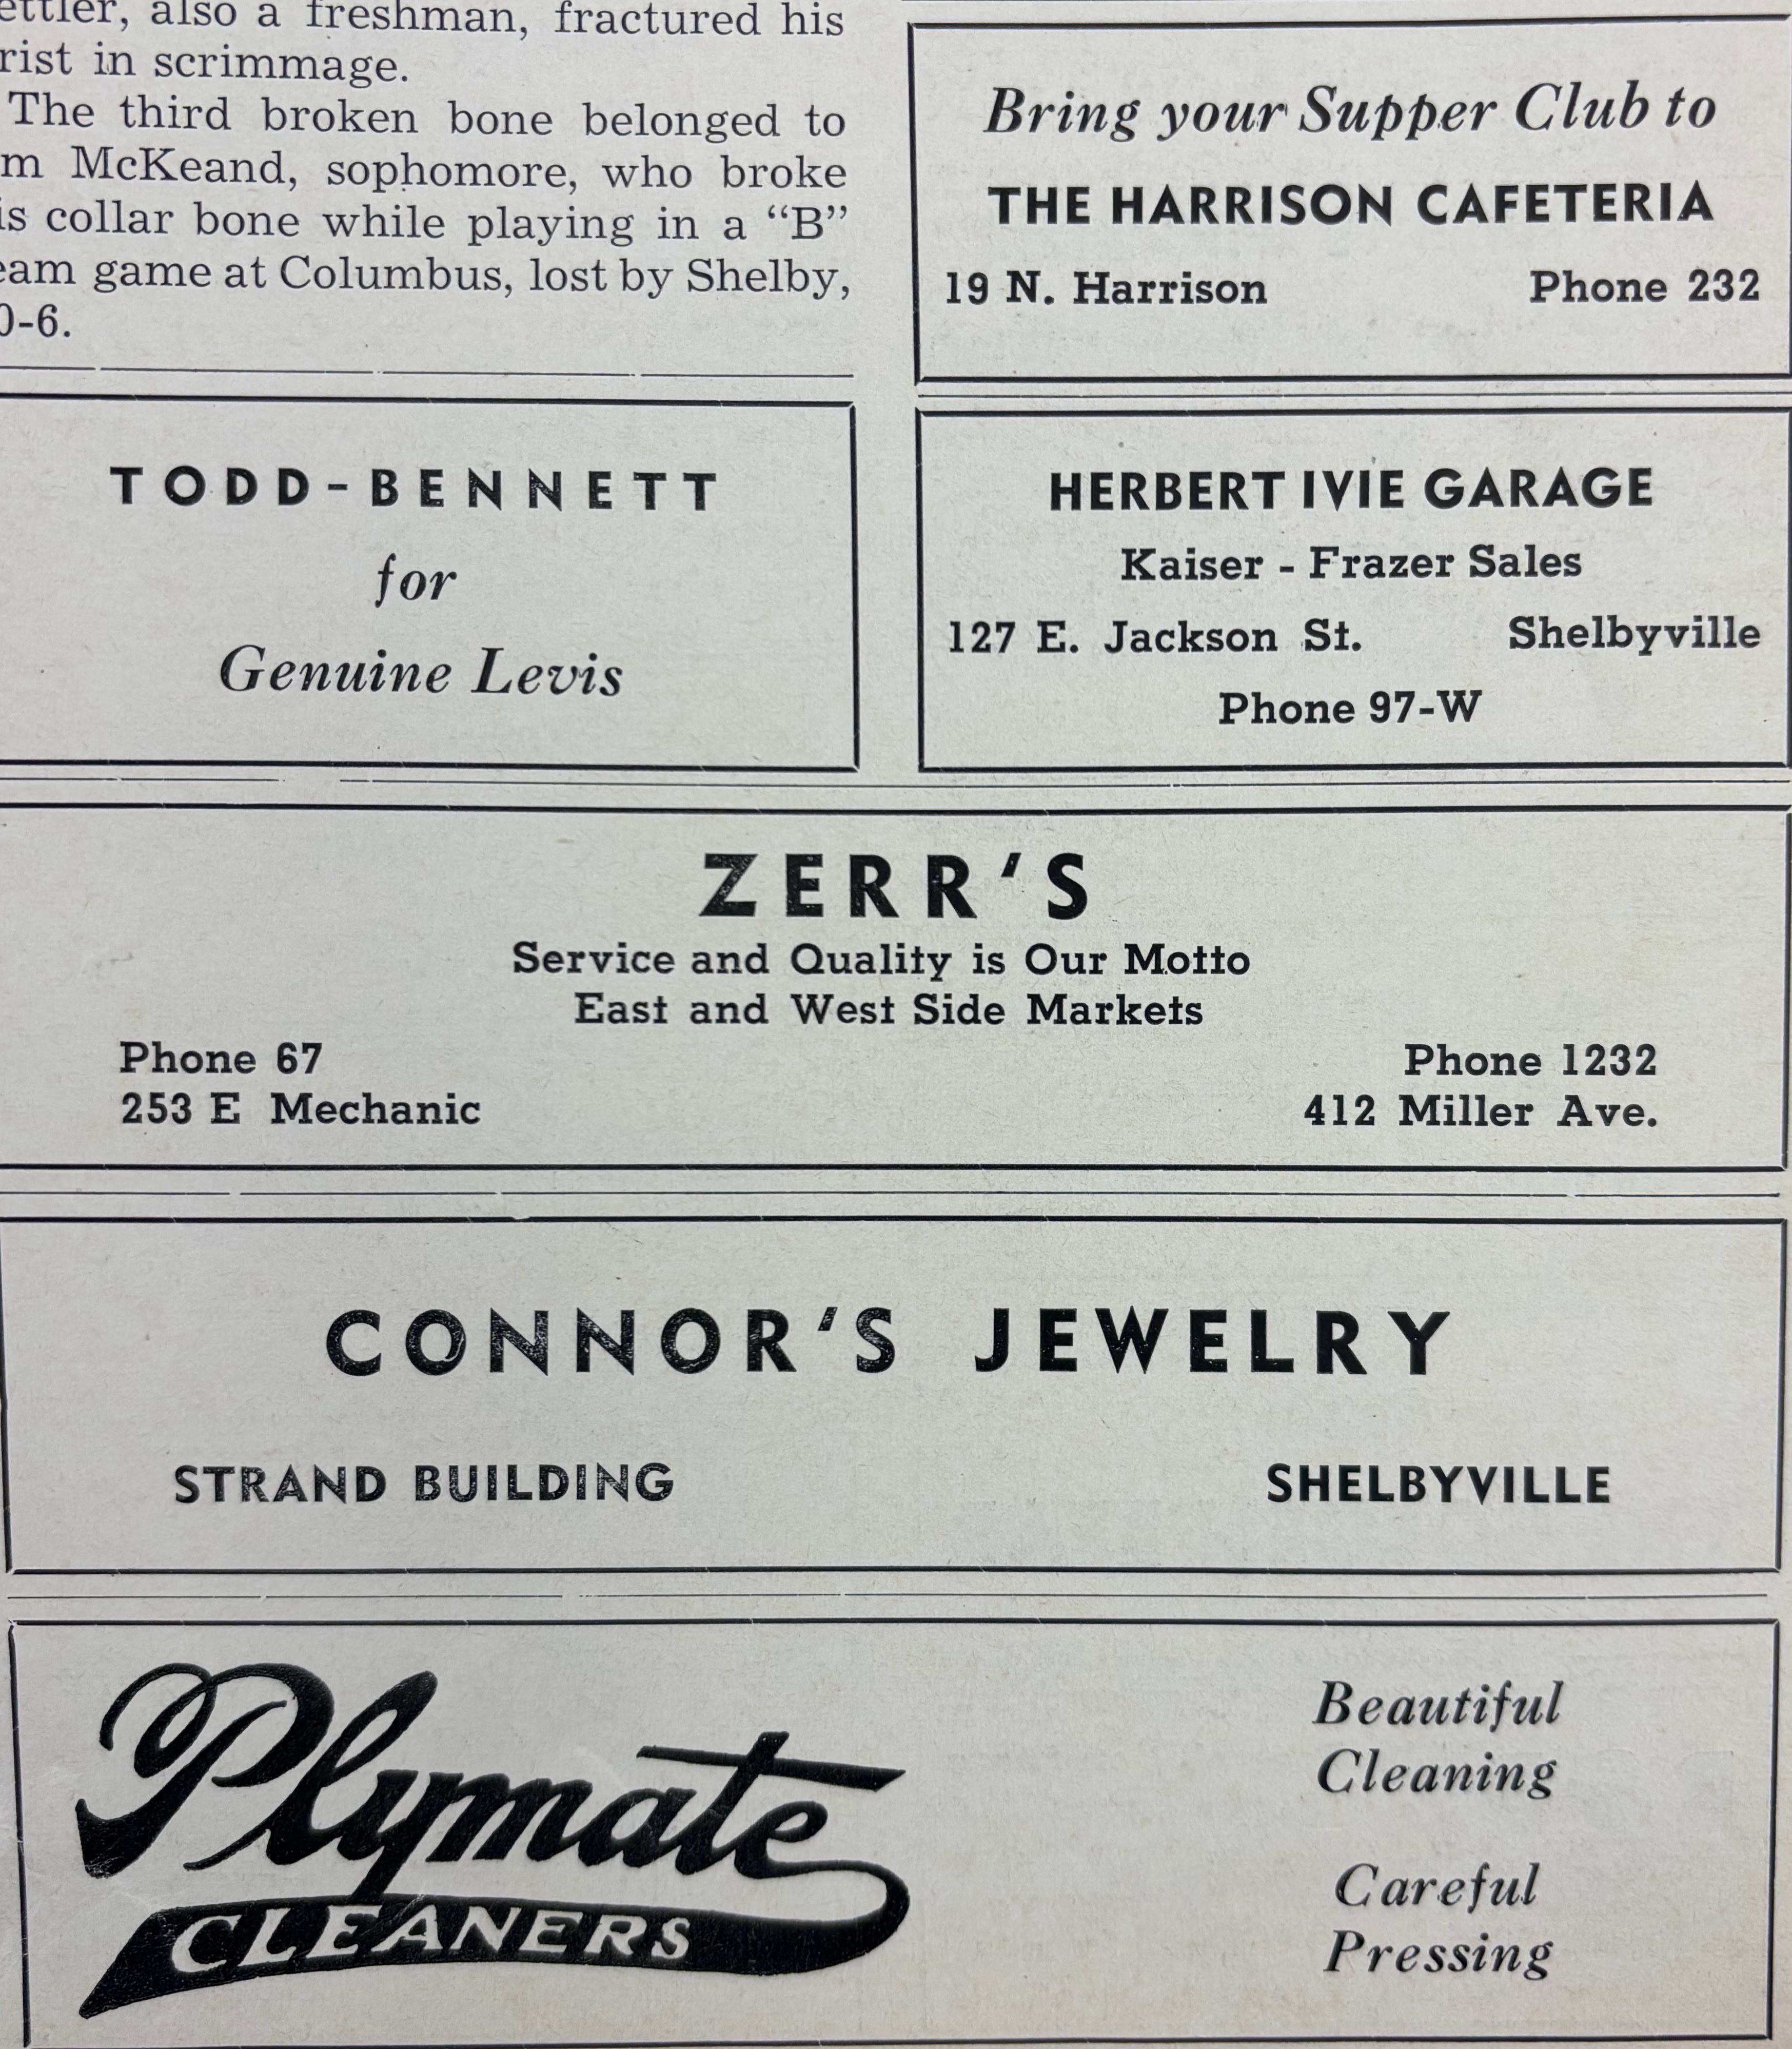 ettler, also a freshman, fractured his
rist in scrimmage.
The third broken bone belonged to
m McKeand, sophomore, who broke
is collar bone while playing in a “B”
eam game at Columbus, lost by Shelby,
0-6.
Bring your Supper Club to
THE HARRISON CAFETERIA
19 N. Harrison Phone 232
TODD-BENNETT
for
Genuine Levis
HERBERT IVIE GARAGE
Kaiser - Frazer Sales
127 E. Jackson St. Shelbyville
Phone 97-W
ZERR'S
Service and Quality is Our Motto
East and West Side Markets
Phone 67 Phone 1232
253 E Mechanic 412 Miller Ave.
CONNOR'S JEWELRY
STRAND BUILDING SHELBYVILLE
Plymate
CLEANERS
Beautiful
Cleaning
Careful
Pressing